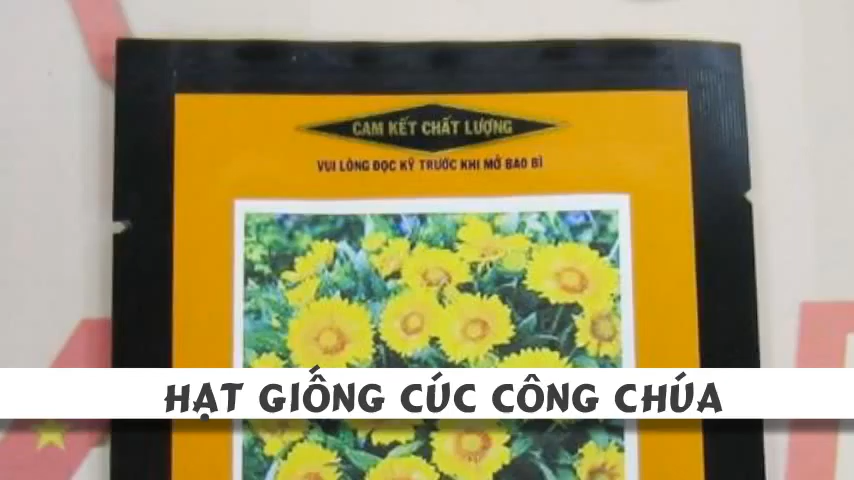 CAM KẾT CHẤT LƯỢNG
VUI LÒNG ĐỌC KỸ TRƯỚC KHI MỞ BAO BÌ
HẠT GIỐNG CÚC CÔNG CHÚA